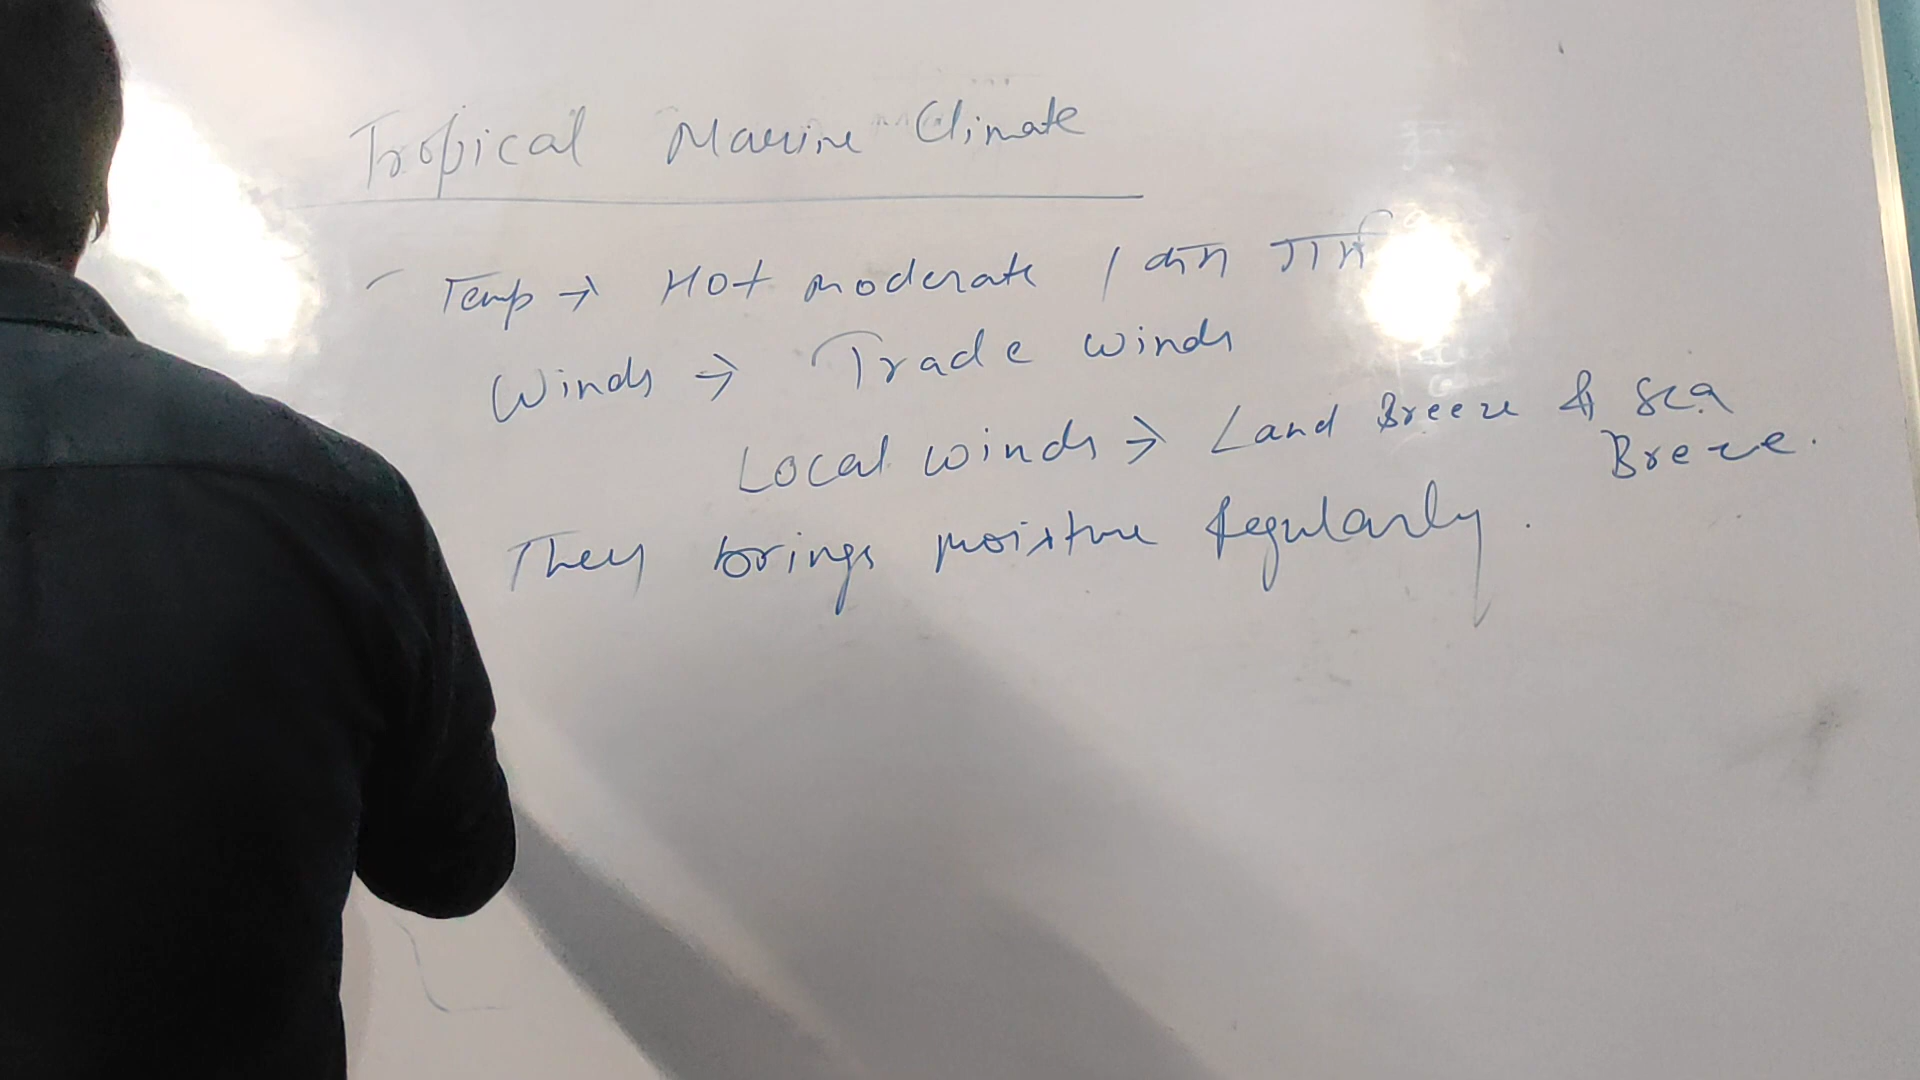 Tropical Marine Climate
Temp → Hot moderate / कम गर्म
Winds → Trade winds
Local winds → Land Breeze & Sea
Breeze.
They brings moisture Regularly.